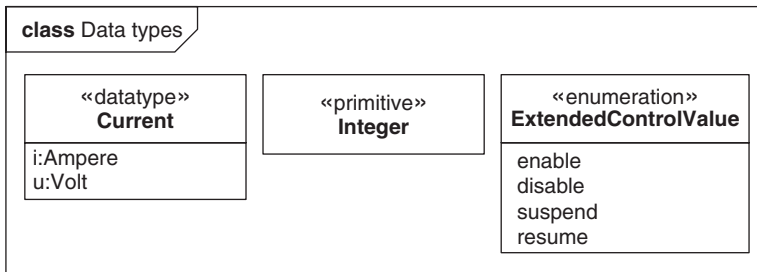 class Data types
«datatype»
Current
i:Ampere
u:Volt
«primitive»
Integer
«enumeration»
ExtendedControlValue
enable
disable
suspend
resume